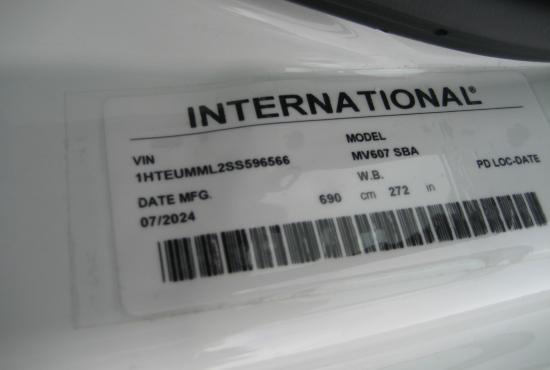 INTERNATIONAL®
VIN MODEL
1HTEUMML2SS596566 MV607 SBA PD LOC-DATE
DATE MFG. W.B.
07/2024 690 cm 272 in